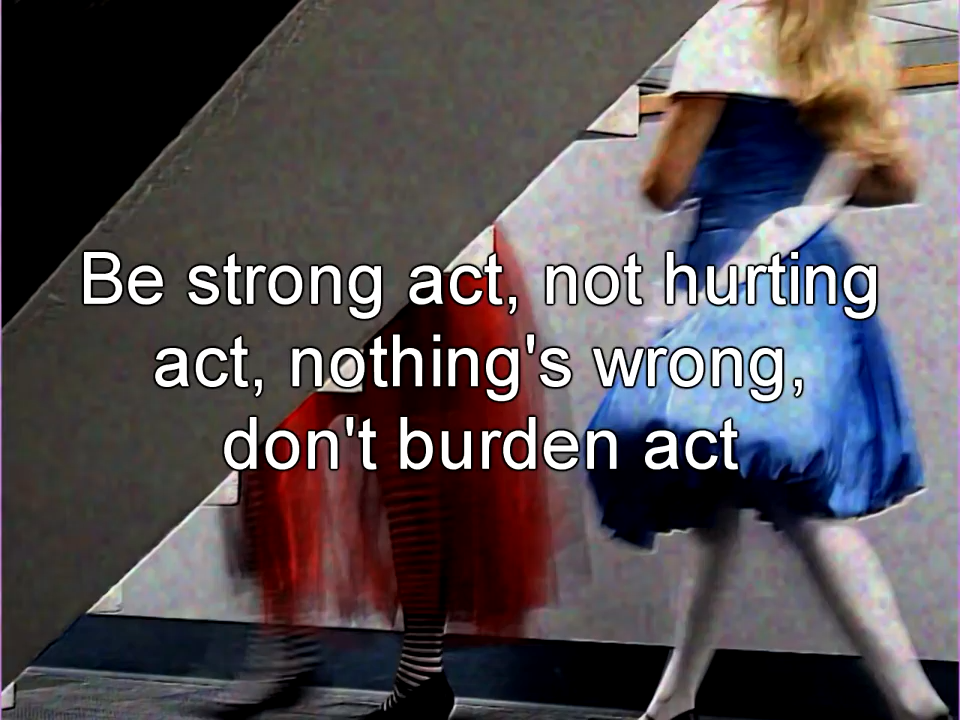 Be strong act, not hurting
act, nothing's wrong,
don't burden act